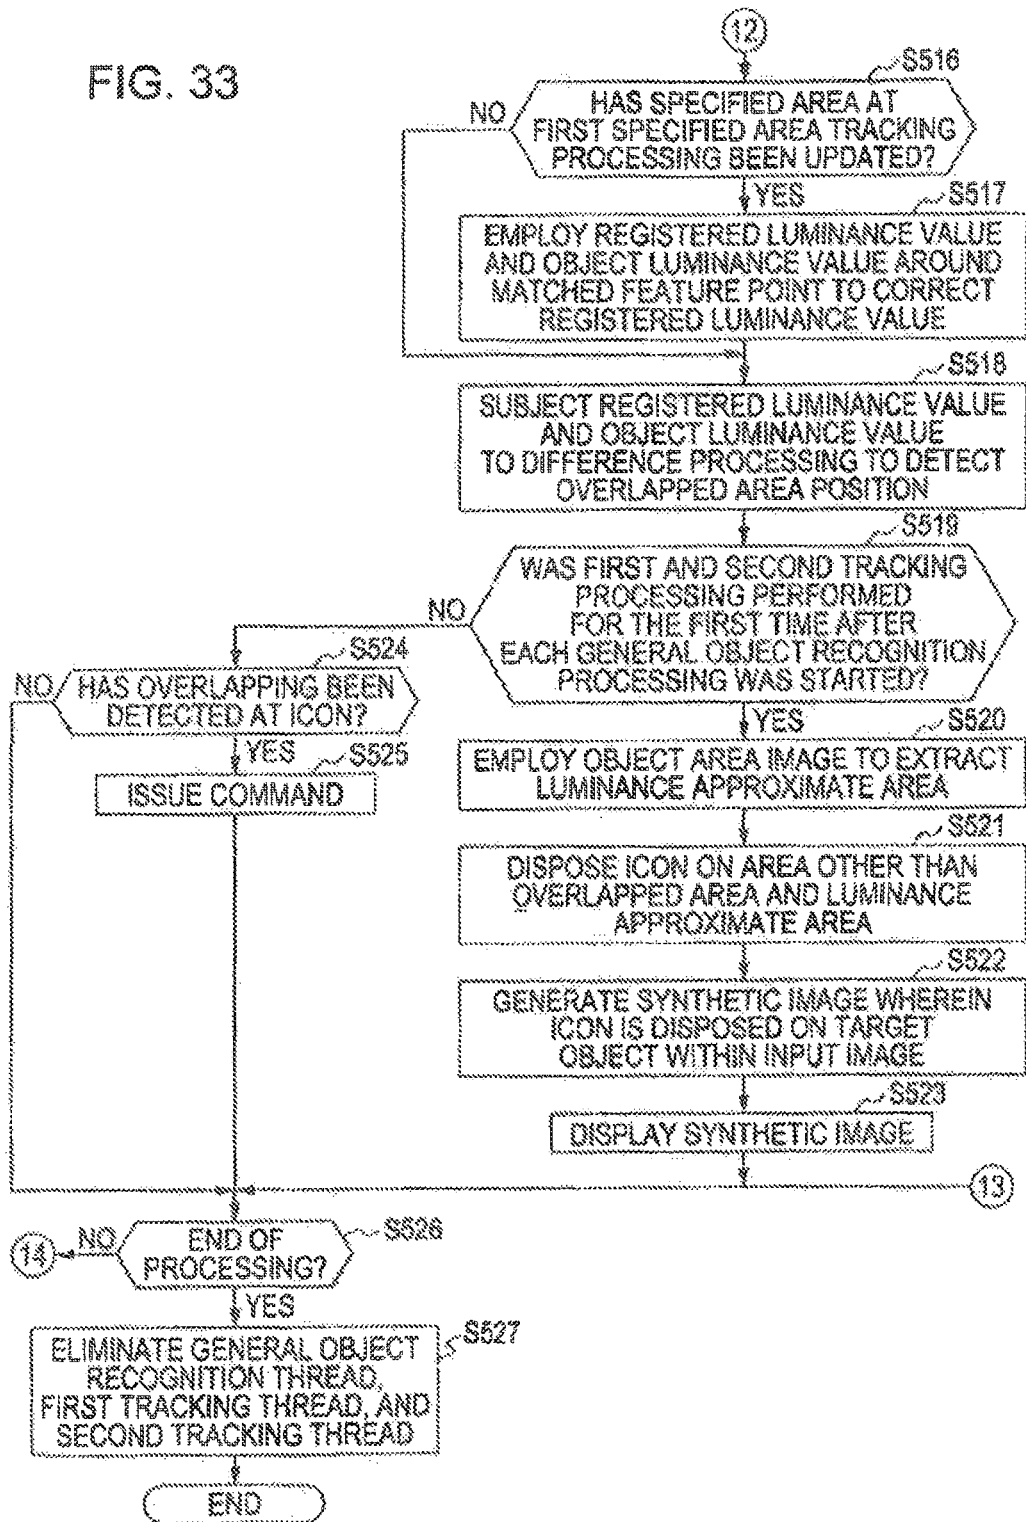 FIG. 33
12
S516
HAS SPECIFIED AREA AT
FIRST SPECIFIED AREA TRACKING
PROCESSING BEEN UPDATED?
NO
YES
S517
EMPLOY REGISTERED LUMINANCE VALUE
AND OBJECT LUMINANCE VALUE AROUND
MATCHED FEATURE POINT TO CORRECT
REGISTERED LUMINANCE VALUE
S518
SUBJECT REGISTERED LUMINANCE VALUE
AND OBJECT LUMINANCE VALUE
TO DIFFERENCE PROCESSING TO DETECT
OVERLAPPED AREA POSITION
S519
WAS FIRST AND SECOND TRACKING
PROCESSING PERFORMED
FOR THE FIRST TIME AFTER
EACH GENERAL OBJECT RECOGNITION
PROCESSING WAS STARTED?
NO
YES
S524
HAS OVERLAPPING BEEN
DETECTED AT ICON?
NO
YES
S525
ISSUE COMMAND
S520
EMPLOY OBJECT AREA IMAGE TO EXTRACT
LUMINANCE APPROXIMATE AREA
S521
DISPOSE ICON ON AREA OTHER THAN
OVERLAPPED AREA AND LUMINANCE
APPROXIMATE AREA
S522
GENERATE SYNTHETIC IMAGE WHEREIN
ICON IS DISPOSED ON TARGET
OBJECT WITHIN INPUT IMAGE
S523
DISPLAY SYNTHETIC IMAGE
13
S526
END OF
PROCESSING?
NO
14
YES
S527
ELIMINATE GENERAL OBJECT
RECOGNITION THREAD,
FIRST TRACKING THREAD, AND
SECOND TRACKING THREAD
END